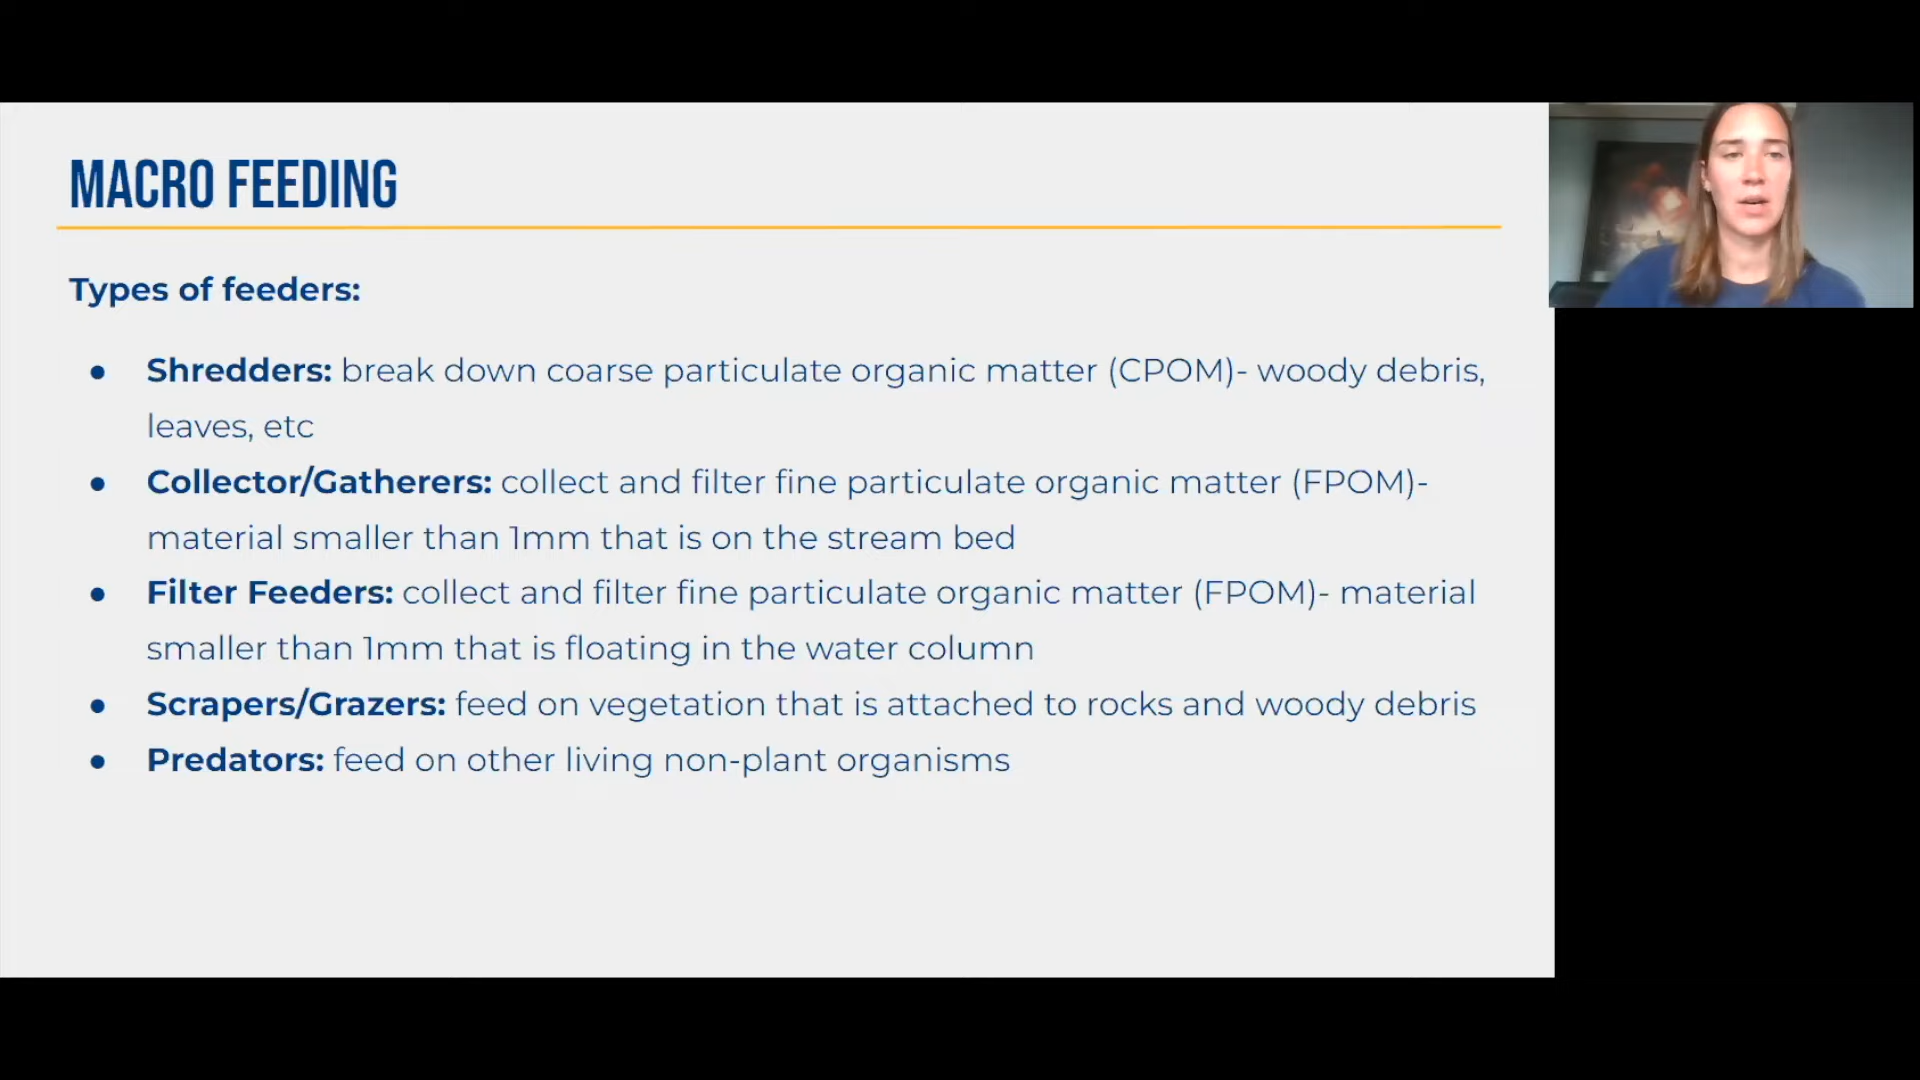 MACRO FEEDING
Types of feeders:
● Shredders: break down coarse particulate organic matter (CPOM)- woody debris,
leaves, etc
● Collector/Gatherers: collect and filter fine particulate organic matter (FPOM)-
material smaller than 1mm that is on the stream bed
● Filter Feeders: collect and filter fine particulate organic matter (FPOM)- material
smaller than 1mm that is floating in the water column
● Scrapers/Grazers: feed on vegetation that is attached to rocks and woody debris
● Predators: feed on other living non-plant organisms